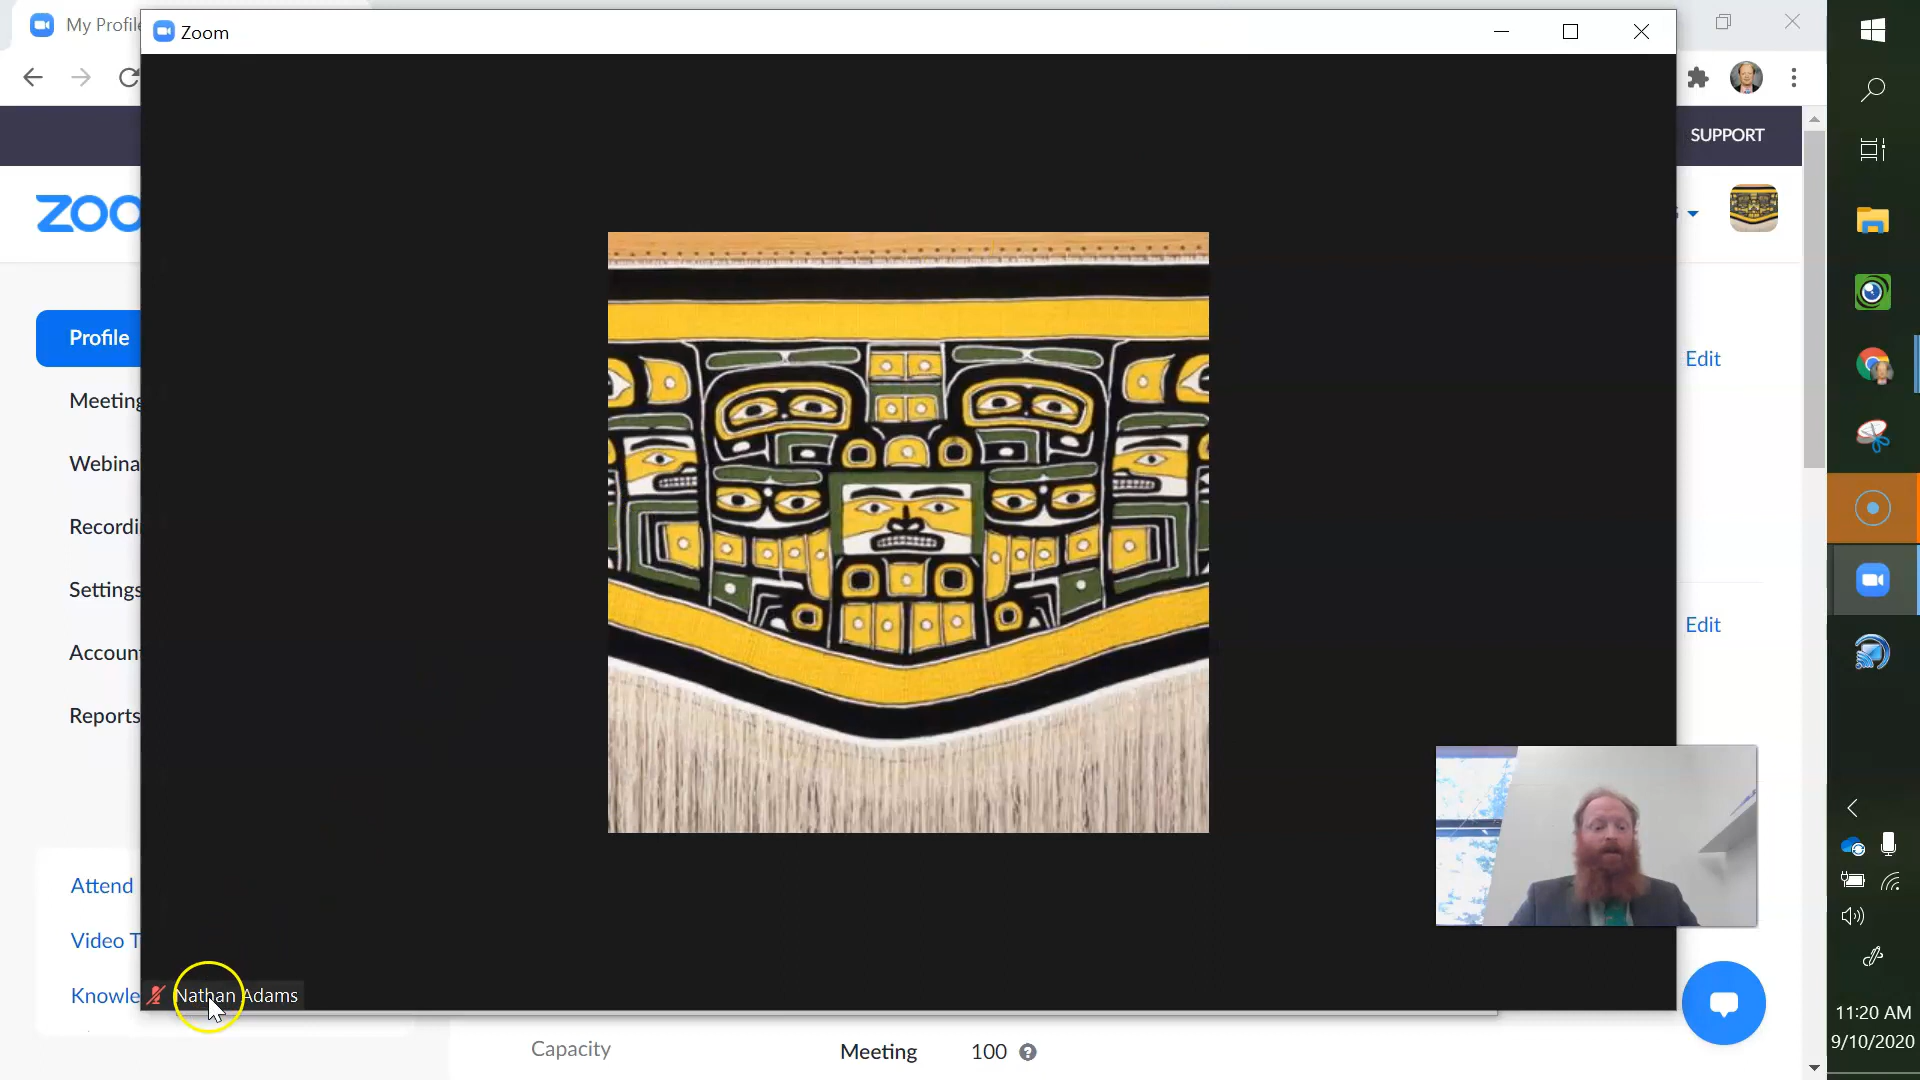 My Profile
Zoom
SUPPORT
ZOO
Profile
Edit
Meeting
Webina
Recordi
Settings
Edit
Accoun
Reports
Attend
Video T
Knowle
Nathan Adams
11:20 AM
9/10/2020
Capacity
Meeting
100